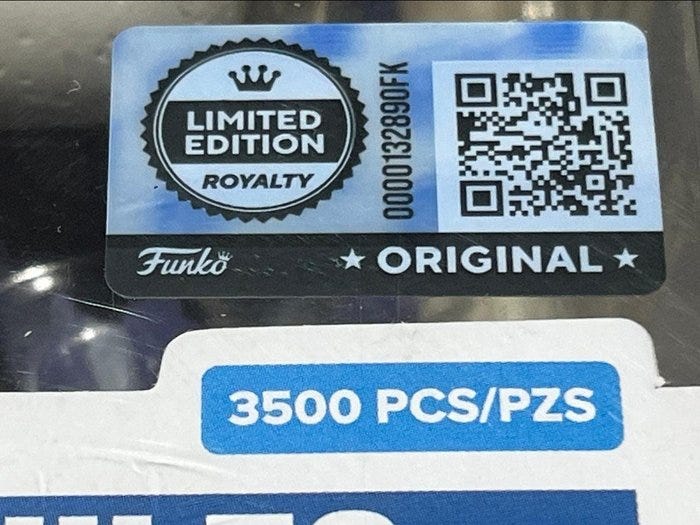 LIMITED
EDITION
ROYALTY
0000132890FK
Funko
★ ORIGINAL ★
3500 PCS/PZS